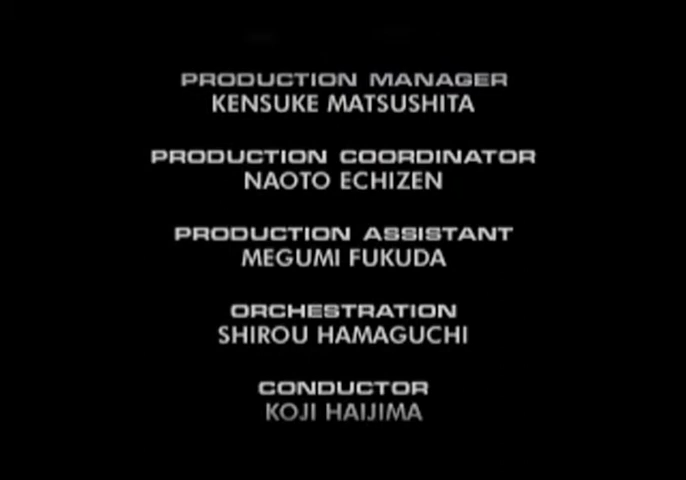 PRODUCTION MANAGER
KENSUKE MATSUSHITA
PRODUCTION COORDINATOR
NAOTO ECHIZEN
PRODUCTION ASSISTANT
MEGUMI FUKUDA
ORCHESTRATION
SHIROU HAMAGUCHI
CONDUCTOR
KOJI HAIJIMA